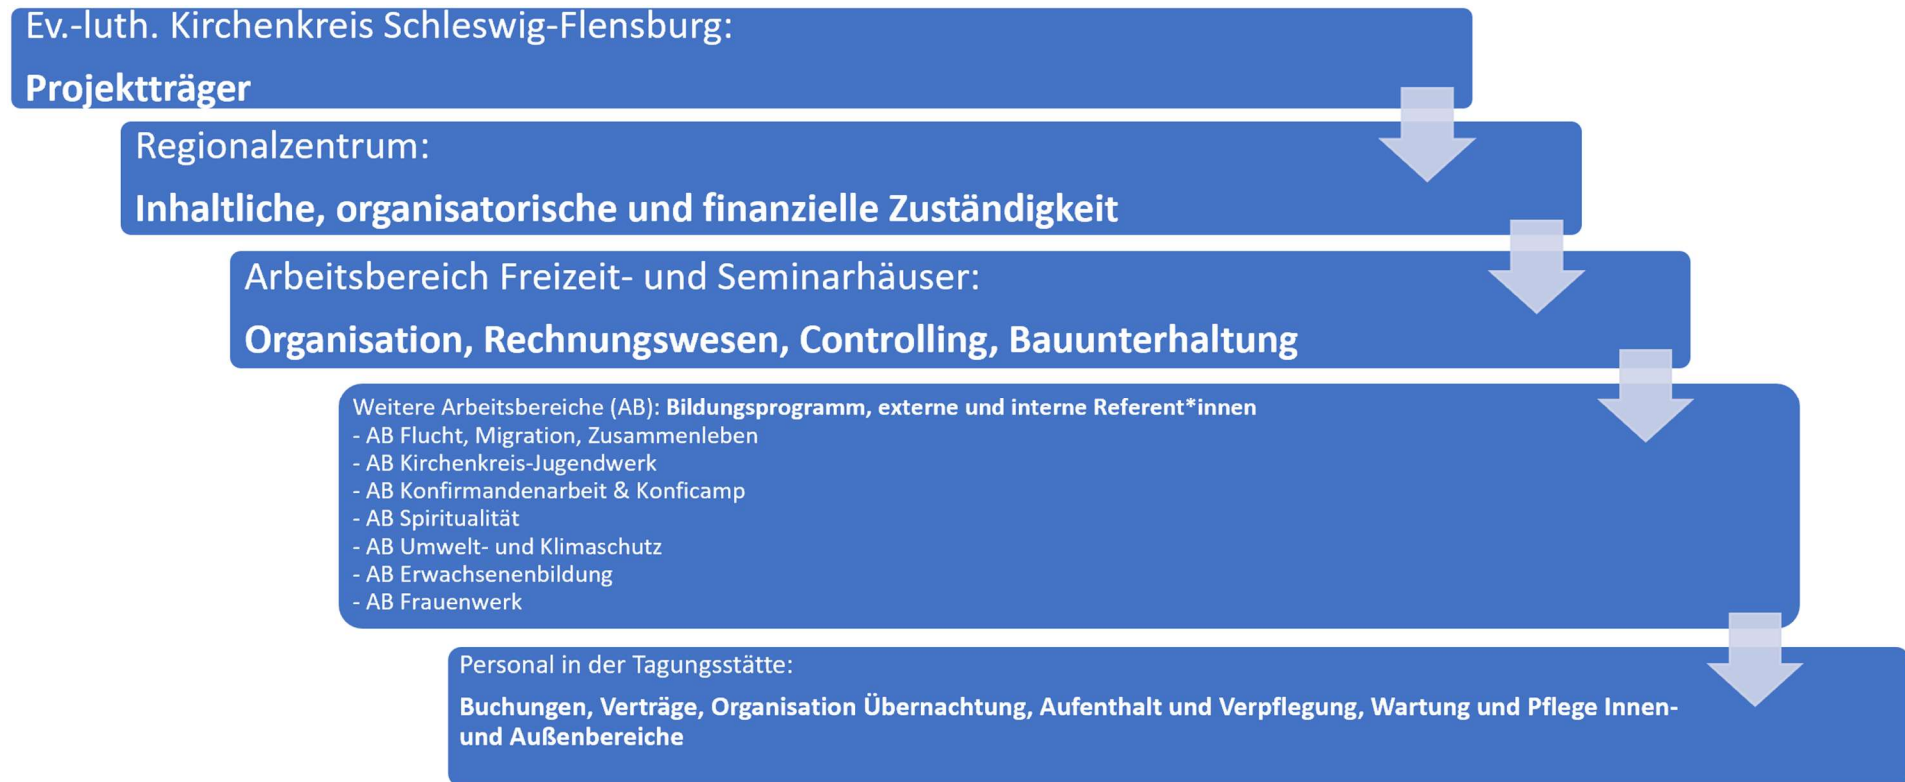 Ev.-luth. Kirchenkreis Schleswig-Flensburg:
Projektträger
Regionalzentrum:
Inhaltliche, organisatorische und finanzielle Zuständigkeit
Arbeitsbereich Freizeit- und Seminarhäuser:
Organisation, Rechnungswesen, Controlling, Bauunterhaltung
Weitere Arbeitsbereiche (AB): Bildungsprogramm, externe und interne Referent*innen
- AB Flucht, Migration, Zusammenleben
- AB Kirchenkreis-Jugendwerk
- AB Konfirmandenarbeit & Konficamp
- AB Spiritualität
- AB Umwelt- und Klimaschutz
- AB Erwachsenenbildung
- AB Frauenwerk
Personal in der Tagungsstätte:
Buchungen, Verträge, Organisation Übernachtung, Aufenthalt und Verpflegung, Wartung und Pflege Innen-
und Außenbereiche